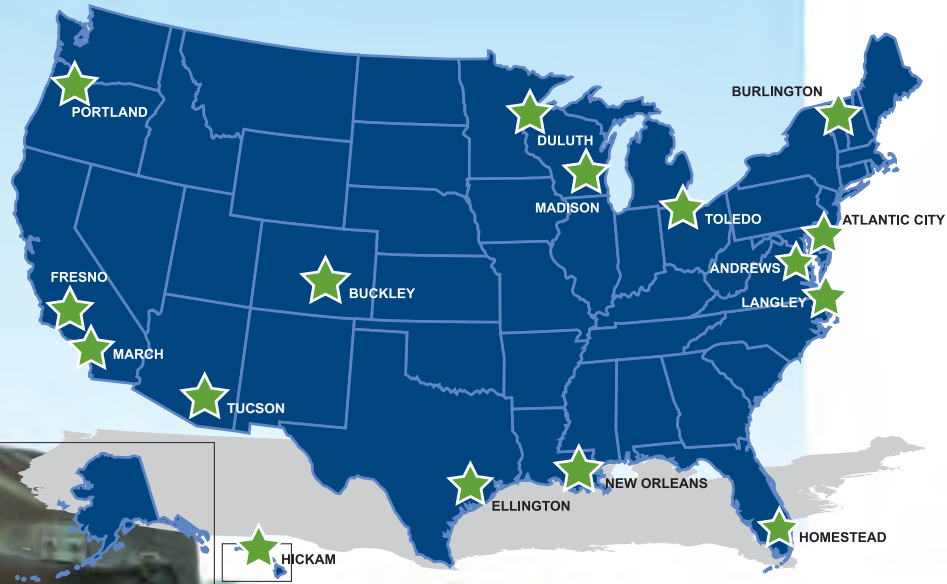 BURLINGTON
PORTLAND
DULUTH
MADISON
TOLEDO
ATLANTIC CITY
ANDREWS
FRESNO
BUCKLEY
LANGLEY
MARCH
TUCSON
NEW ORLEANS
ELLINGTON
HOMESTEAD
HICKAM